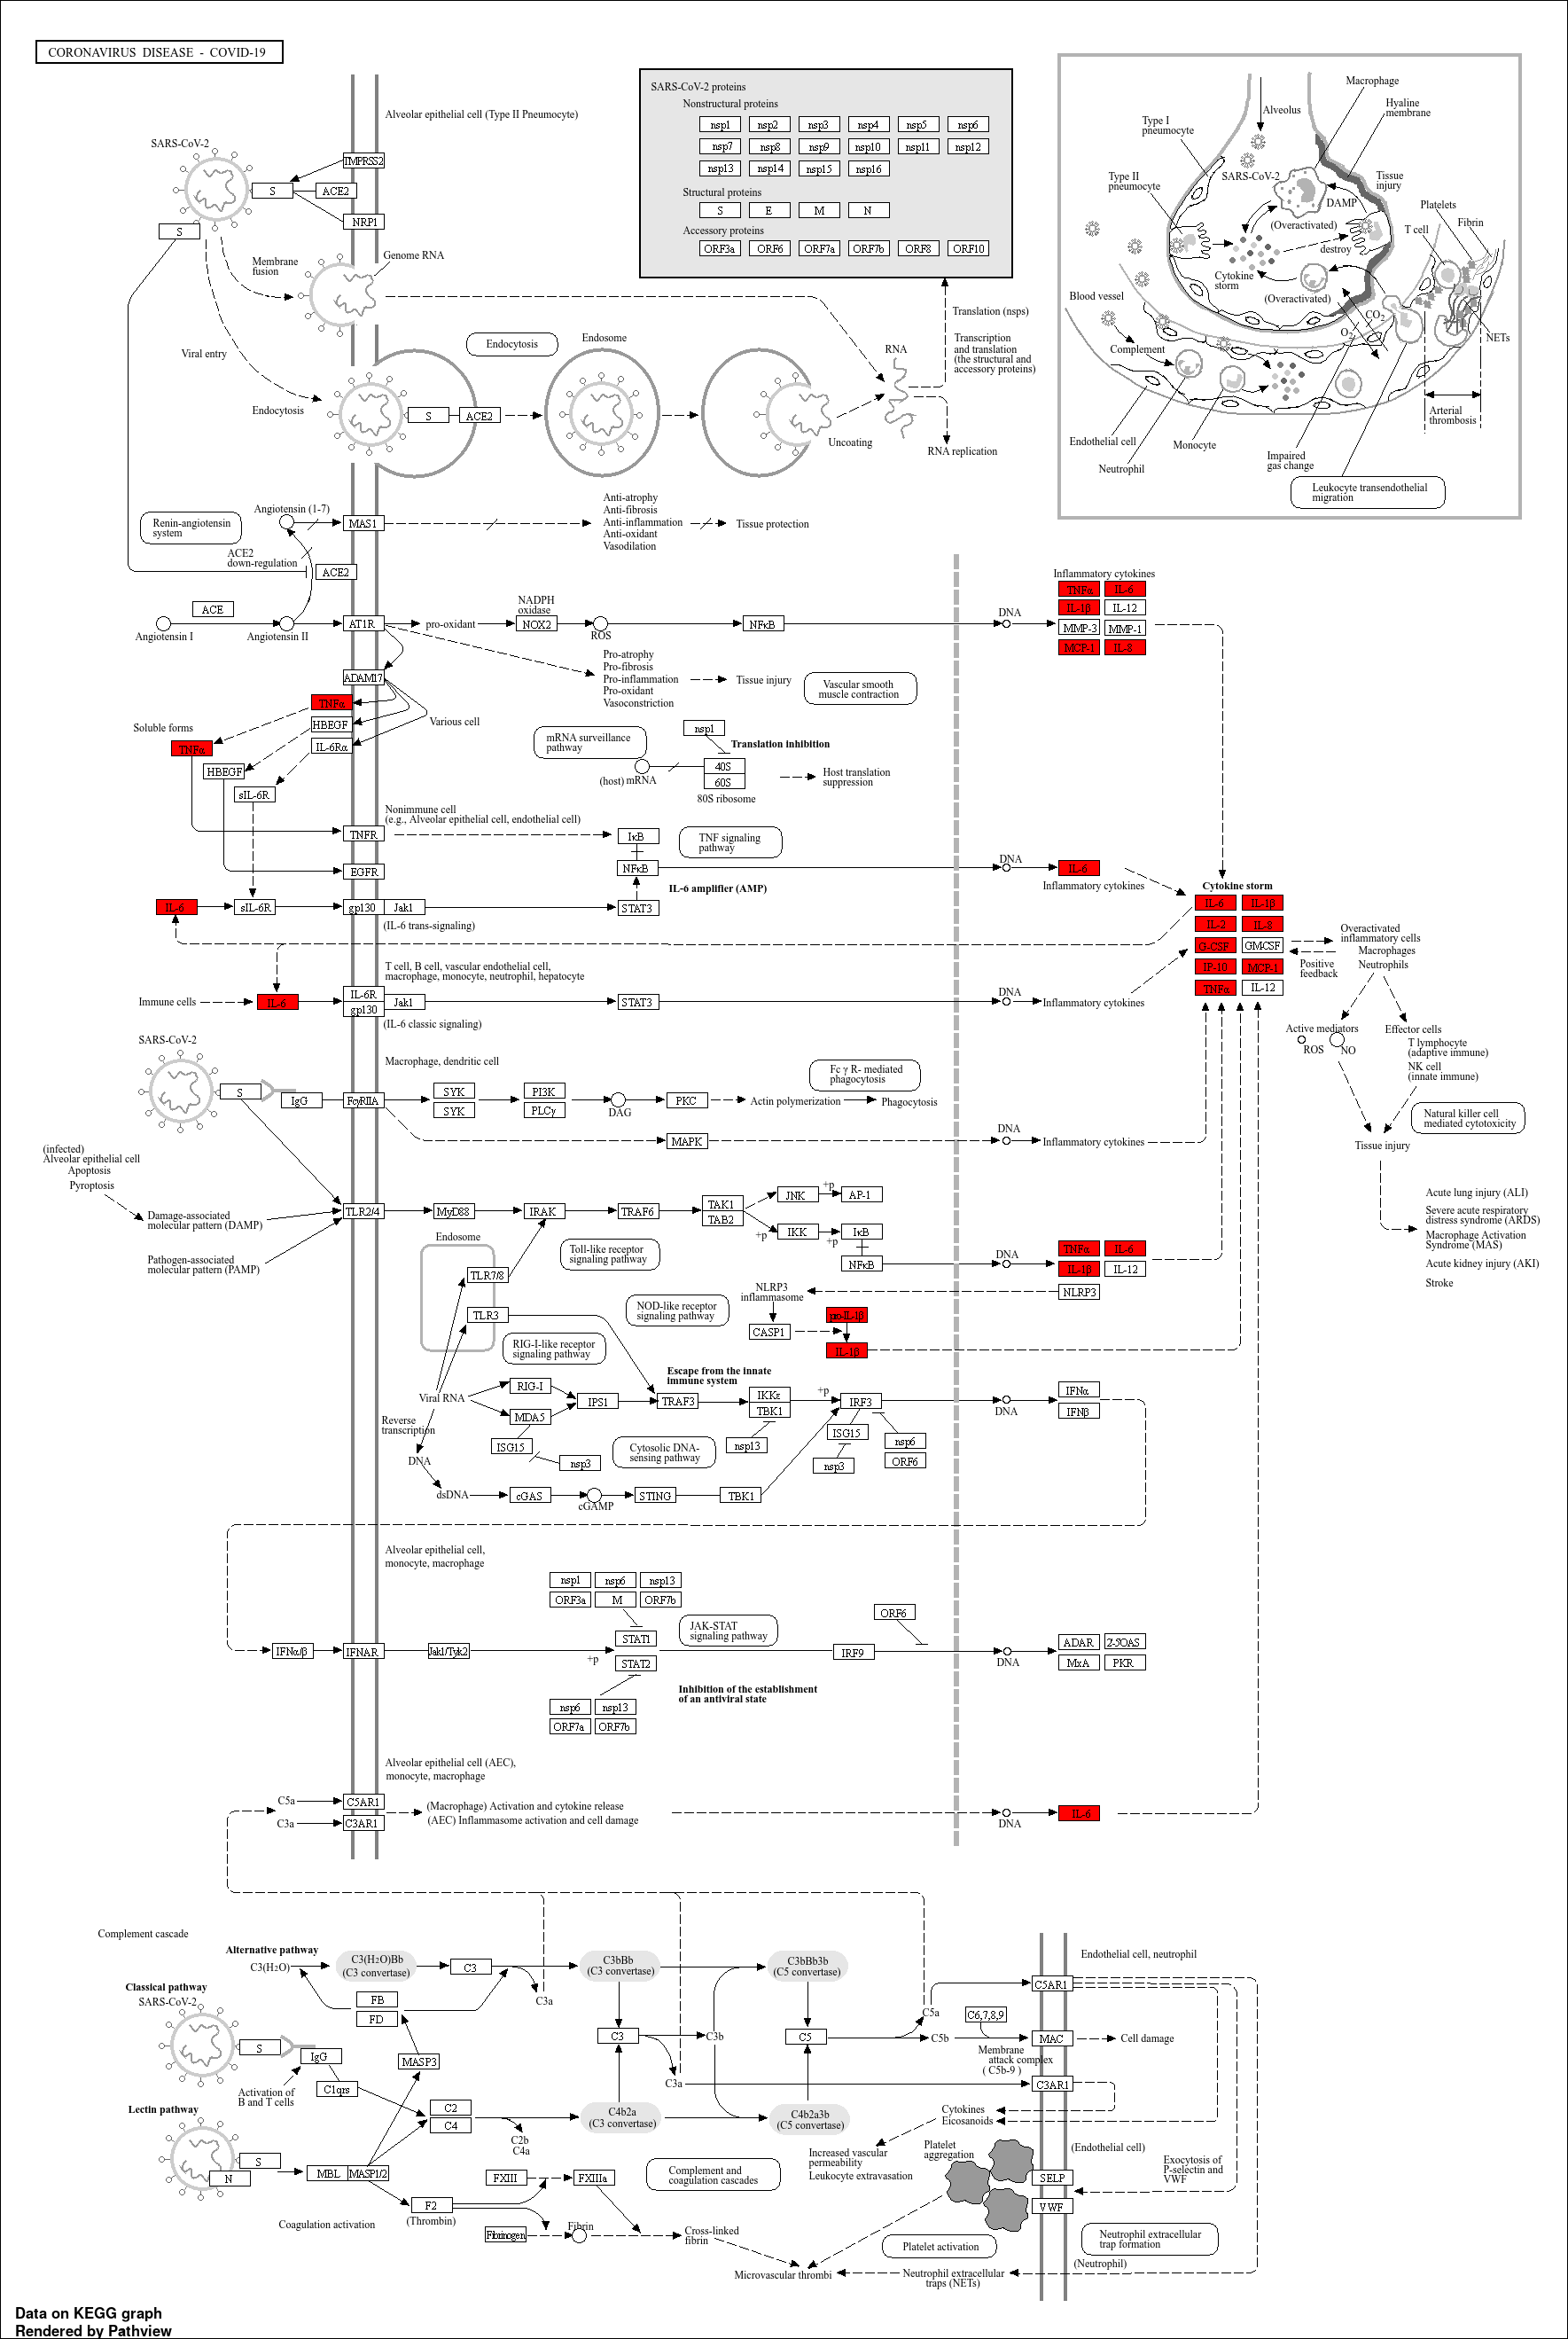 CORONAVIRUS DISEASE - COVID-19
Alveolar epithelial cell (Type II Pneumocyte)
SARS-CoV-2
TMPRSS2
S
ACE2
NRP1
S
Membrane
fusion
Genome RNA
Viral entry
Endocytosis
Endocytosis
Endosome
S
ACE2
Uncoating
RNA
RNA replication
Translation (nsps)
Transcription
and translation
(the structural and
accessory proteins)
SARS-CoV-2 proteins
Nonstructural proteins
nsp1 nsp2 nsp3 nsp4 nsp5 nsp6
nsp7 nsp8 nsp9 nsp10 nsp11 nsp12
nsp13 nsp14 nsp15 nsp16
Structural proteins
S E M N
Accessory proteins
ORF3a ORF6 ORF7a ORF7b ORF8 ORF10
Macrophage
Alveolus
Hyaline
membrane
Type I
pneumocyte
SARS-CoV-2
Type II
pneumocyte
Tissue
injury
DAMP
Platelets
(Overactivated)
Fibrin
T cell
destroy
Cytokine
storm
(Overactivated)
Blood vessel
CO2
O2
NETs
Complement
Arterial
thrombosis
Endothelial cell
Monocyte
Neutrophil
Impaired
gas change
Leukocyte transendothelial
migration
Renin-angiotensin
system
Angiotensin (1-7)
MAS1
Anti-atrophy
Anti-fibrosis
Anti-inflammation
Anti-oxidant
Vasodilation
Tissue protection
ACE2
down-regulation
ACE2
ACE
Angiotensin I
Angiotensin II
AT1R
pro-oxidant
NADPH
oxidase
NOX2
ROS
NFκB
DNA
Inflammatory cytokines
TNFα IL-6
IL-1β IL-12
MMP-3 MMP-1
MCP-1 IL-8
Pro-atrophy
Pro-fibrosis
Pro-inflammation
Pro-oxidant
Vasoconstriction
Tissue injury
Vascular smooth
muscle contraction
ADAM17
TNFα
HBEGF
IL-6Rα
Various cell
Soluble forms
TNFα
HBEGF
sIL-6R
mRNA surveillance
pathway
nsp1
Translation inhibition
(host) mRNA
40S
60S
80S ribosome
Host translation
suppression
Nonimmune cell
(e.g., Alveolar epithelial cell, endothelial cell)
TNFR
IκB
TNF signaling
pathway
EGFR
NFκB
IL-6 amplifier (AMP)
DNA
IL-6
Inflammatory cytokines
IL-6
sIL-6R
gp130
Jak1
STAT3
(IL-6 trans-signaling)
Cytokine storm
IL-6 IL-1β
IL-2 IL-8
G-CSF GMCSF
IP-10 MCP-1
TNFα IL-12
Positive
feedback
Overactivated
inflammatory cells
Macrophages
Neutrophils
Active mediators
ROS
NO
Effector cells
T lymphocyte
(adaptive immune)
NK cell
(innate immune)
Natural killer cell
mediated cytotoxicity
Tissue injury
Acute lung injury (ALI)
Severe acute respiratory
distress syndrome (ARDS)
Macrophage Activation
Syndrome (MAS)
Acute kidney injury (AKI)
Stroke
T cell, B cell, vascular endothelial cell,
macrophage, monocyte, neutrophil, hepatocyte
Immune cells
IL-6
IL-6R
gp130
Jak1
STAT3
DNA
Inflammatory cytokines
(IL-6 classic signaling)
SARS-CoV-2
Macrophage, dendritic cell
S
IgG
FcγRIIA
SYK
SYK
PI3K
PLCγ
DAG
PKC
Actin polymerization
Phagocytosis
Fc γ R- mediated
phagocytosis
MAPK
DNA
Inflammatory cytokines
(infected)
Alveolar epithelial cell
Apoptosis
Pyroptosis
Damage-associated
molecular pattern (DAMP)
Pathogen-associated
molecular pattern (PAMP)
TLR2/4
MyD88
IRAK
TRAF6
TAK1
TAB2
JNK
+p
AP-1
IKK
+p
+p
IκB
NFκB
DNA
TNFα IL-6
IL-1β IL-12
NLRP3
Endosome
TLR7/8
TLR3
Toll-like receptor
signaling pathway
NOD-like receptor
signaling pathway
NLRP3
inflammasome
CASP1
pro-IL-1β
IL-1β
RIG-I-like receptor
signaling pathway
Escape from the innate
immune system
Viral RNA
RIG-I
MDA5
IPS1
TRAF3
IKKε
TBK1
+p
IRF3
DNA
IFNα
IFNβ
Reverse
transcription
ISG15
nsp3
Cytosolic DNA-
sensing pathway
nsp13
ISG15
nsp3
nsp6
ORF6
DNA
dsDNA
cGAS
cGAMP
STING
TBK1
Alveolar epithelial cell,
monocyte, macrophage
nsp1 nsp6 nsp13
ORF3a M ORF7b
IFNα/β
IFNAR
Jak1/Tyk2
+p
STAT1
STAT2
JAK-STAT
signaling pathway
ORF6
IRF9
DNA
ADAR 2-5OAS
MxA PKR
nsp6 nsp13
ORF7a ORF7b
Inhibition of the establishment
of an antiviral state
Alveolar epithelial cell (AEC),
monocyte, macrophage
C5a
C5AR1
C3a
C3AR1
(Macrophage) Activation and cytokine release
(AEC) Inflammasome activation and cell damage
DNA
IL-6
Complement cascade
Alternative pathway
C3(H2O)
C3(H2O)Bb
(C3 convertase)
C3
C3a
C3bBb
(C3 convertase)
C3bBb3b
(C5 convertase)
FB
FD
Classical pathway
SARS-CoV-2
S
IgG
C1qrs
Activation of
B and T cells
MASP3
C3
C3b
C3a
C5
C5a
C5b
C6,7,8,9
Membrane
attack complex
( C5b-9 )
Endothelial cell, neutrophil
C5AR1
MAC
Cell damage
C3AR1
Lectin pathway
S
N
MBL
MASP1/2
C2
C4
C2b
C4a
C4b2a
(C3 convertase)
C4b2a3b
(C5 convertase)
Cytokines
Eicosanoids
Increased vascular
permeability
Leukocyte extravasation
Platelet
aggregation
(Endothelial cell)
SELP
VWF
Exocytosis of
P-selectin and
VWF
Coagulation activation
F2
(Thrombin)
FXIII
FXIIIa
Complement and
coagulation cascades
Fibrinogen
Fibrin
Cross-linked
fibrin
Microvascular thrombi
Platelet activation
Neutrophil extracellular
traps (NETs)
Neutrophil extracellular
trap formation
(Neutrophil)
Data on KEGG graph
Rendered by Pathview